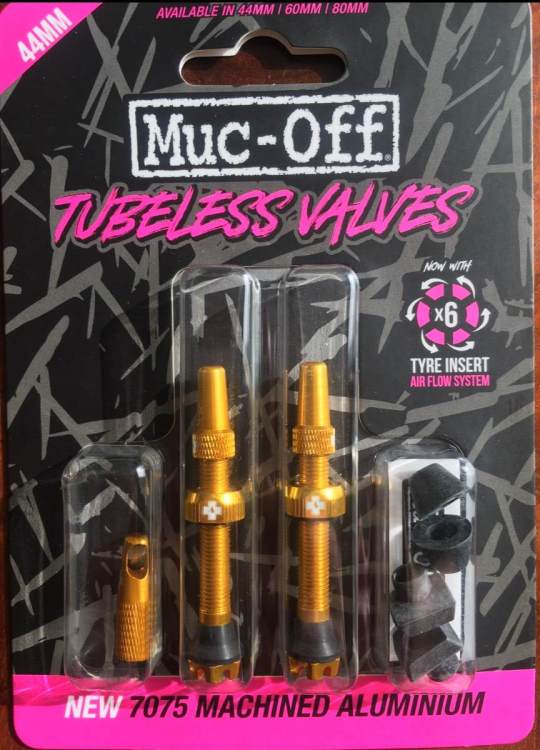 AVAILABLE IN 44MM / 60MM / 80MM
44MM
Muc-Off
TUBELESS VALVES
NOW WITH
x6
TYRE INSERT
AIR FLOW SYSTEM
NEW 7075 MACHINED ALUMINIUM